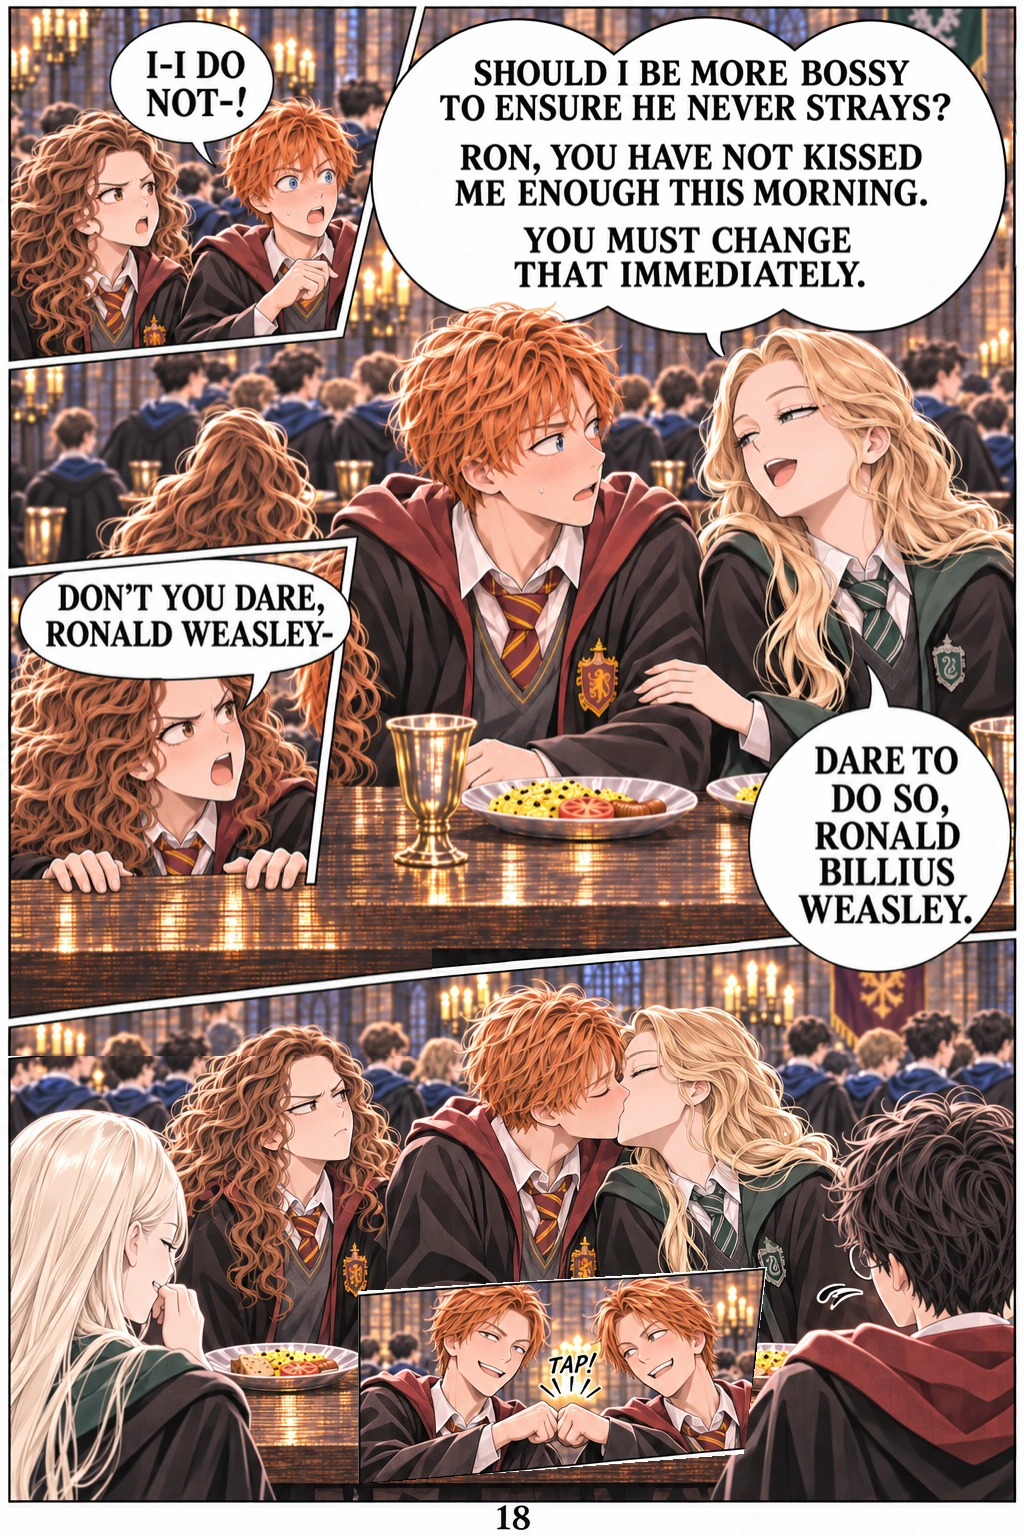 I-I DO
NOT-!
SHOULD I BE MORE BOSSY
TO ENSURE HE NEVER STRAYS?
RON, YOU HAVE NOT KISSED
ME ENOUGH THIS MORNING.
YOU MUST CHANGE
THAT IMMEDIATELY.
DON'T YOU DARE,
RONALD WEASLEY-
DARE TO
DO SO,
RONALD
BILLIUS
WEASLEY.
TAP!
18